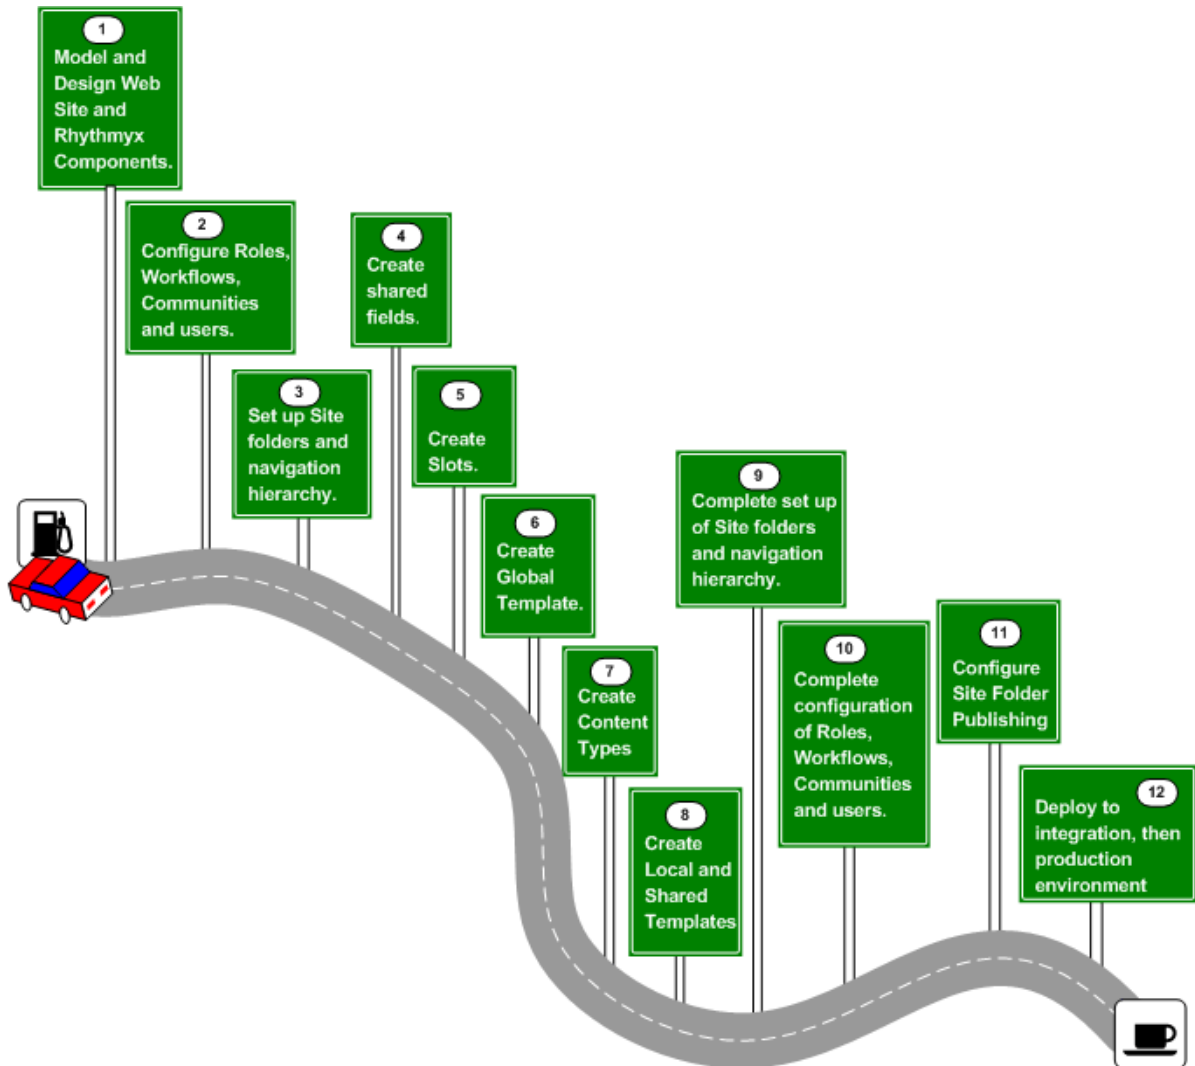 1
Model and
Design Web
Site and
Rhythmyx
Components.
2
Configure Roles,
Workflows,
Communities
and users.
3
Set up Site
folders and
navigation
hierarchy.
4
Create
shared
fields.
5
Create
Slots.
6
Create
Global
Template.
7
Create
Content
Types
8
Create
Local and
Shared
Templates
9
Complete set up
of Site folders
and navigation
hierarchy.
10
Complete
configuration
of Roles,
Workflows,
Communities
and users.
11
Configure
Site Folder
Publishing
12
Deploy to
integration, then
production
environment